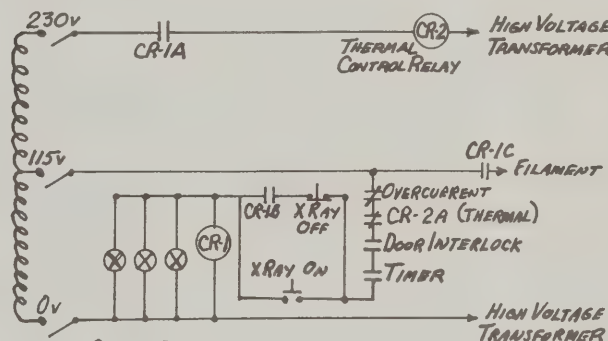 230v
CR-1A
CR-2
HIGH VOLTAGE
TRANSFORMER
THERMAL
CONTROL RELAY
115v
CR-1C
FILAMENT
OVERCURRENT
CR-1B
X RAY
OFF
CR-2A (THERMAL)
CR-1
DOOR INTERLOCK
X RAY ON
TIMER
0v
HIGH VOLTAGE
TRANSFORMER